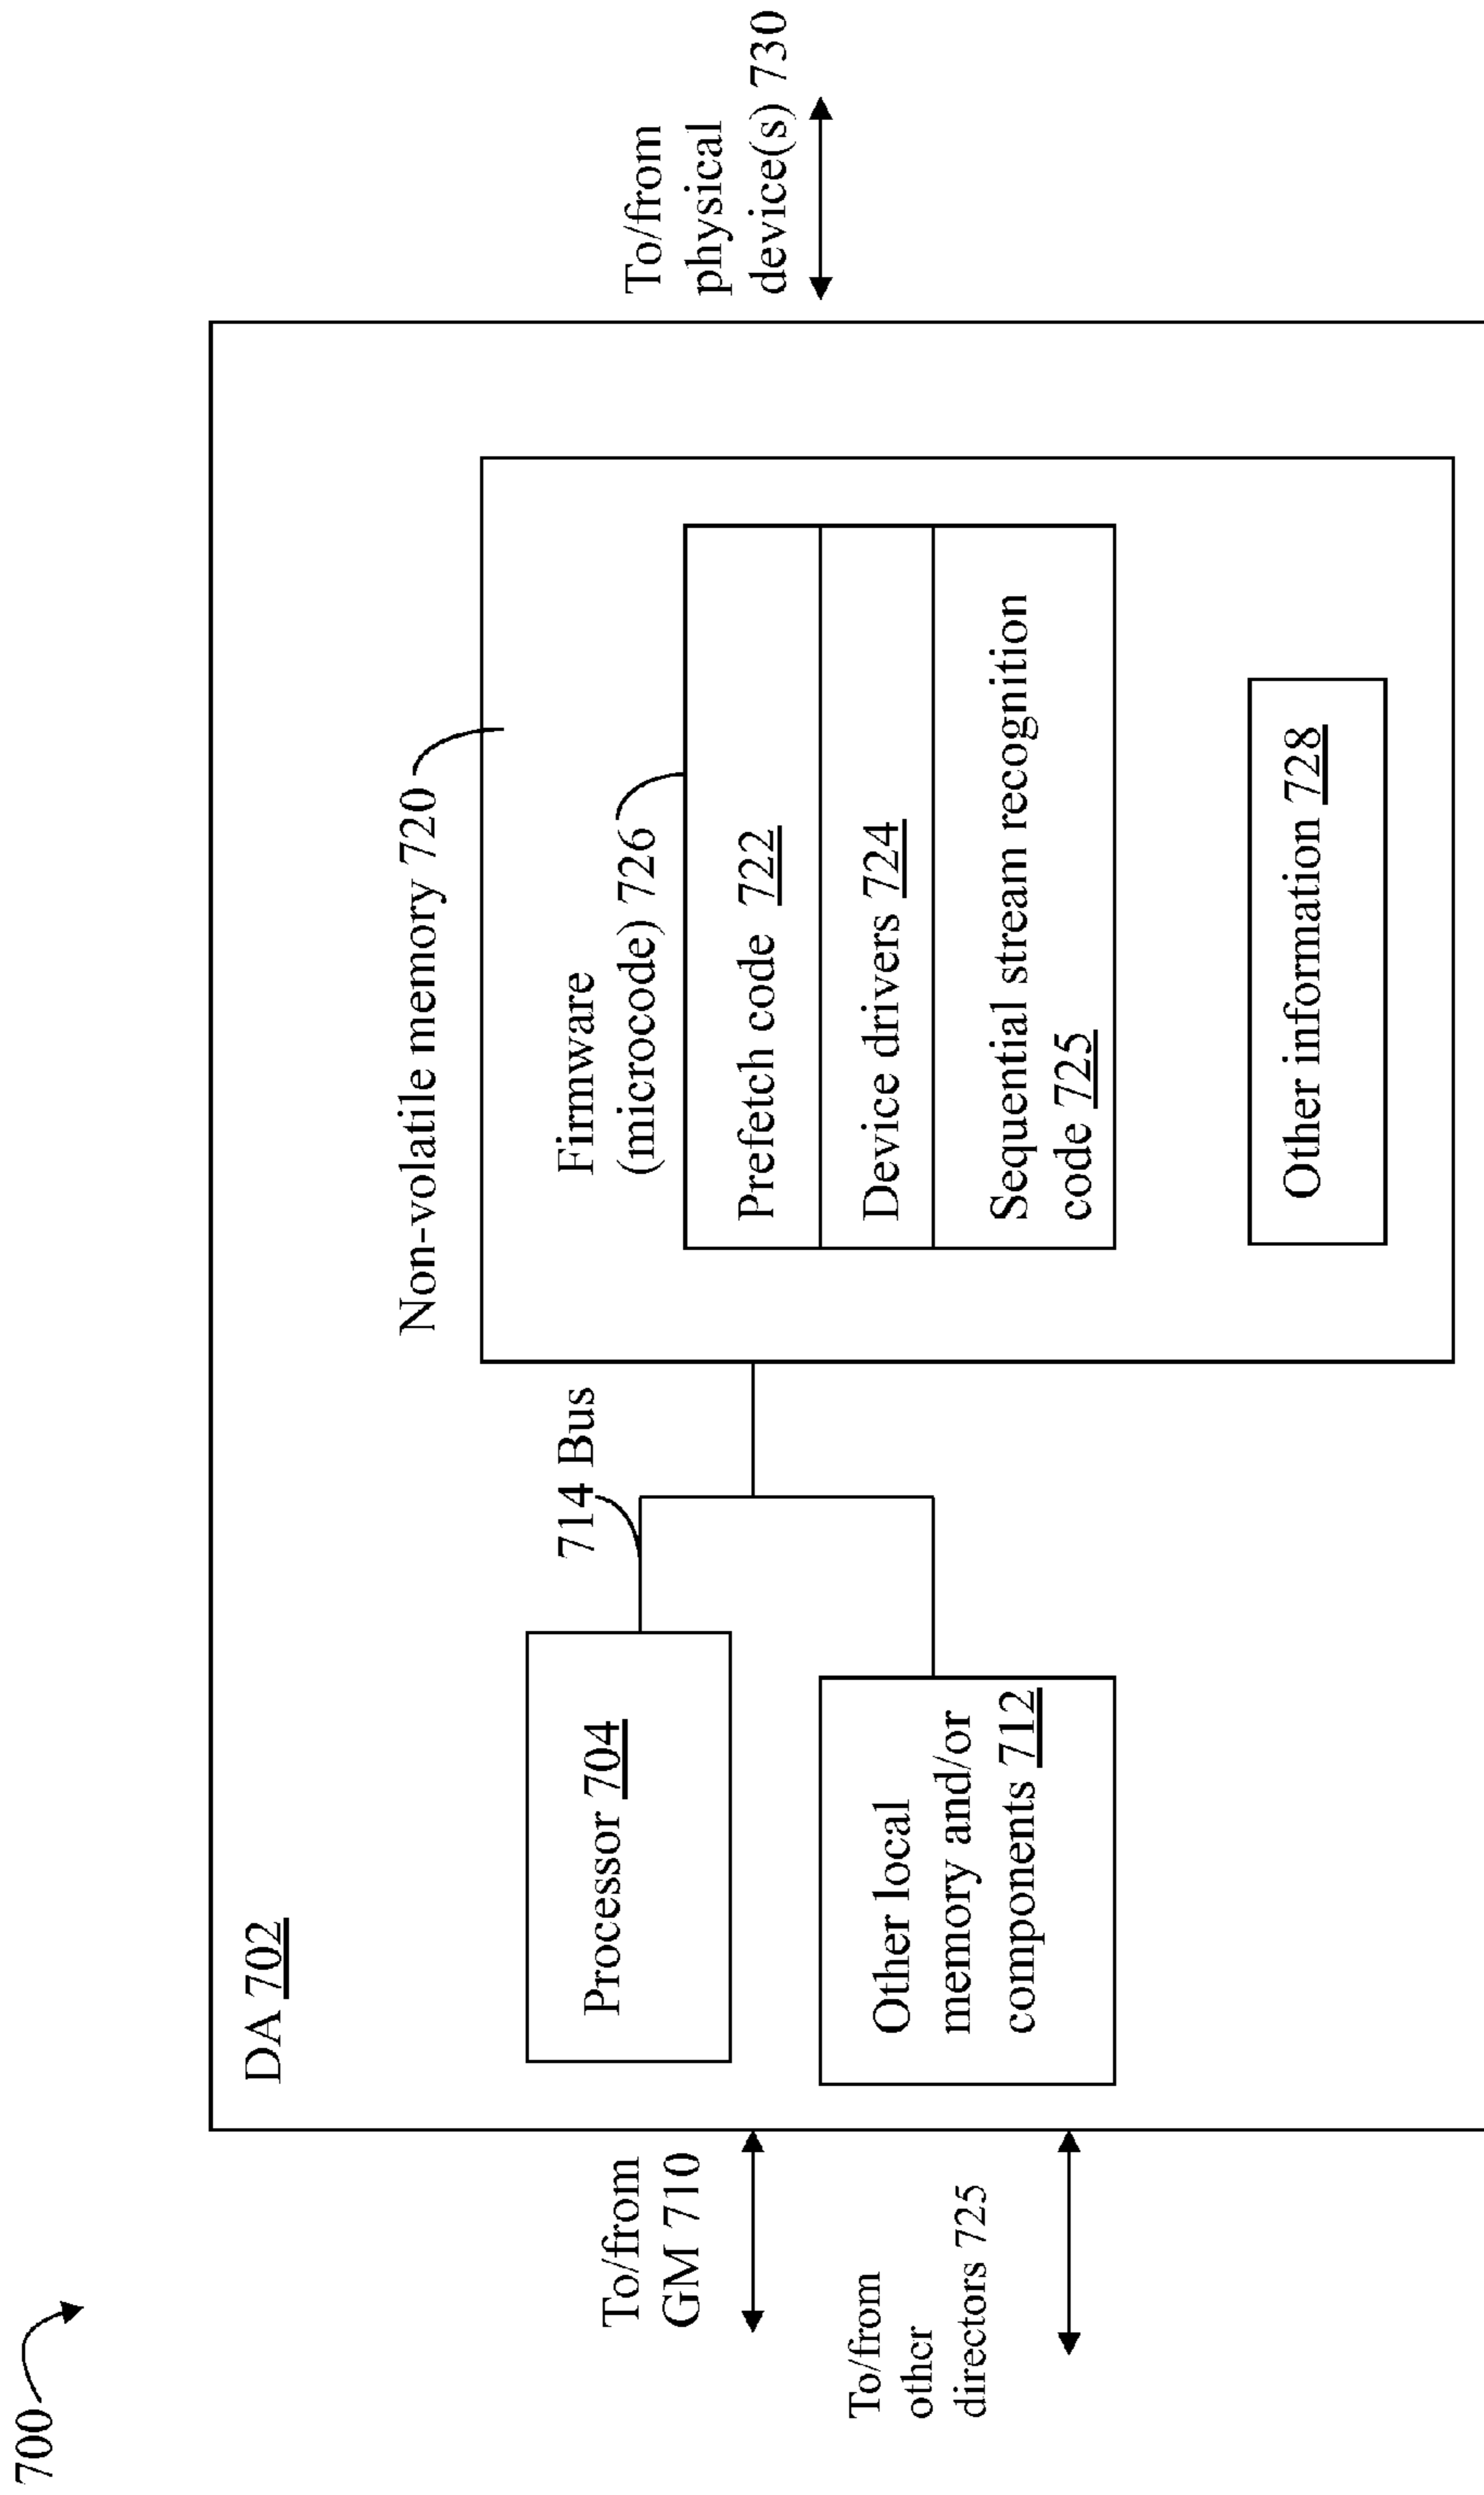 700
DA 702
Non-volatile memory 720
714 Bus
Firmware
(microcode) 726
To/from
GM 710
Processor 704
Prefetch code 722
To/from
physical
device(s) 730
Device drivers 724
To/from
other
directors 725
Other local
memory and/or
components 712
Sequential stream recognition
code 725
Other information 728